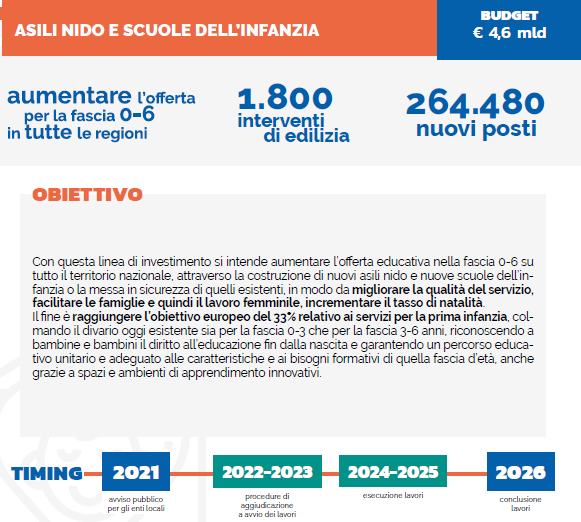 ASILI NIDO E SCUOLE DELL'INFANZIA
BUDGET
€ 4,6 mld
aumentare l'offerta
per la fascia 0-6
in tutte le regioni
1.800
interventi
di edilizia
264.480
nuovi posti
OBIETTIVO
Con questa linea di investimento si intende aumentare l'offerta educativa nella fascia 0-6 su
tutto il territorio nazionale, attraverso la costruzione di nuovi asili nido e nuove scuole dell'in-
fanzia o la messa in sicurezza di quelli esistenti, in modo da migliorare la qualità del servizio,
facilitare le famiglie e quindi il lavoro femminile, incrementare il tasso di natalità.
Il fine è raggiungere l'obiettivo europeo del 33% relativo ai servizi per la prima infanzia, col-
mando il divario oggi esistente sia per la fascia 0-3 che per la fascia 3-6 anni, riconoscendo a
bambine e bambini il diritto all'educazione fin dalla nascita e garantendo un percorso educa-
tivo unitario e adeguato alle caratteristiche e ai bisogni formativi di quella fascia d'età, anche
grazie a spazi e ambienti di apprendimento innovativi.
TIMING
2021
avviso pubblico
per gli enti locali
2022-2023
procedure di
aggiudicazione
a avvio dei lavori
2024-2025
esecuzione lavori
2026
conclusione
lavori